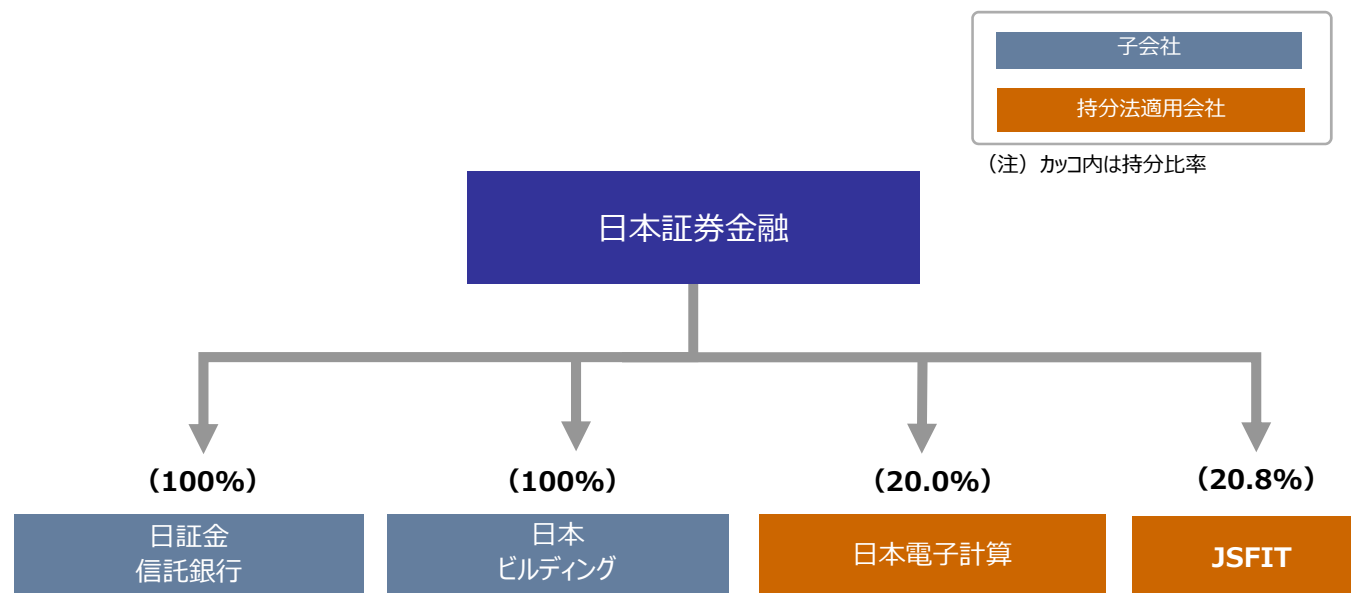 子会社
持分法適用会社
（注）ｶｯｺ内は持分比率
日本証券金融
（100%）
（100%）
（20.0%）
（20.8%）
日証金
信託銀行
日本
ビルディング
日本電子計算
JSFIT